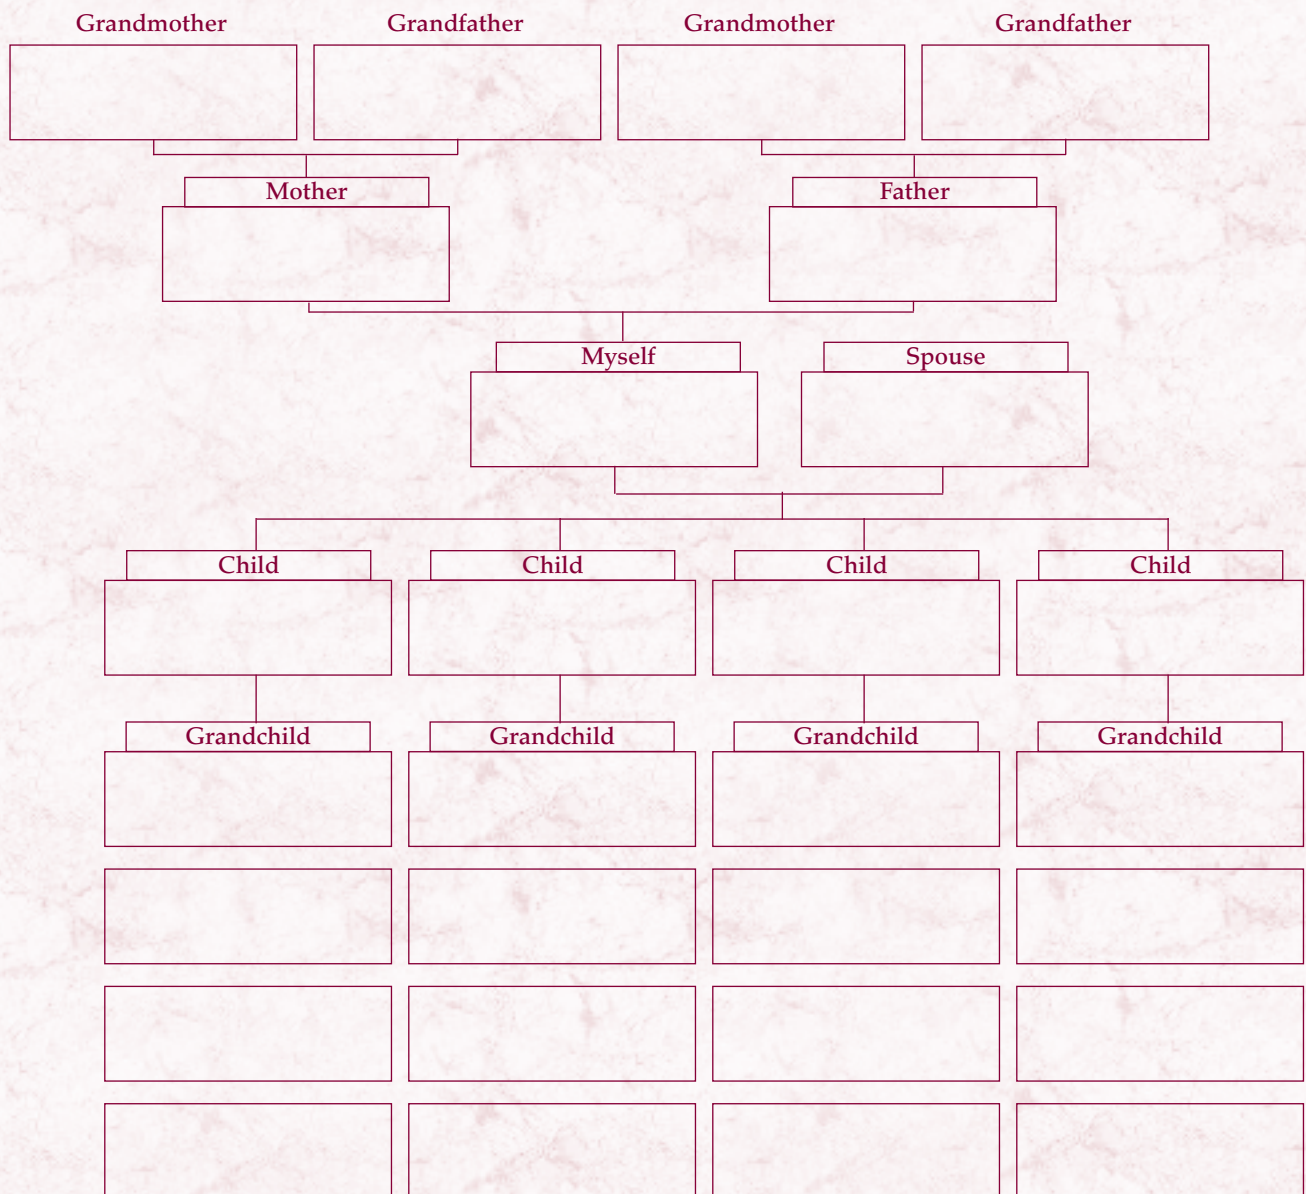 Grandmother Grandfather Grandmother Grandfather
Mother Father
Myself Spouse
Child Child Child Child
Grandchild Grandchild Grandchild Grandchild